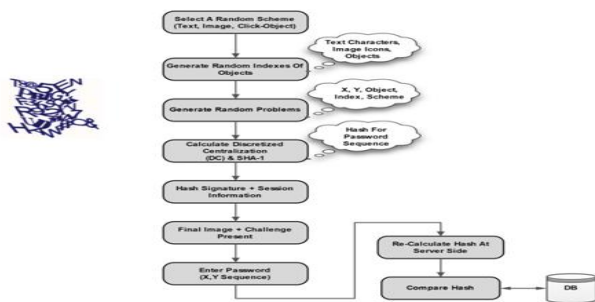 Select A Random Scheme
(Text, Image, Click-Object)
Text Characters,
Image Icons,
Objects
Generate Random Indexes Of
Objects
X, Y, Object,
Index, Scheme
Generate Random Problems
Hash For
Password
Sequence
Calculate Discretized
Centralization
(DC) & SHA-1
Hash Signature + Session
Information
Final Image + Challenge
Present
Enter Password
(X,Y Sequence)
Re-Calculate Hash At
Server Side
Compare Hash
DB